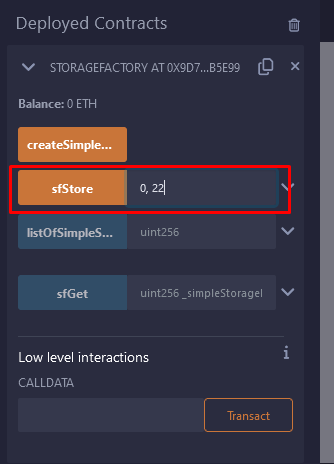 Deployed Contracts
STORAGEFACTORY AT 0X9D7...B5E99
Balance: 0 ETH
createSimple...
sfStore 0, 22
listOfSimpleS... uint256
sfGet uint256 _simpleStorageI
Low level interactions
i
CALLDATA
Transact